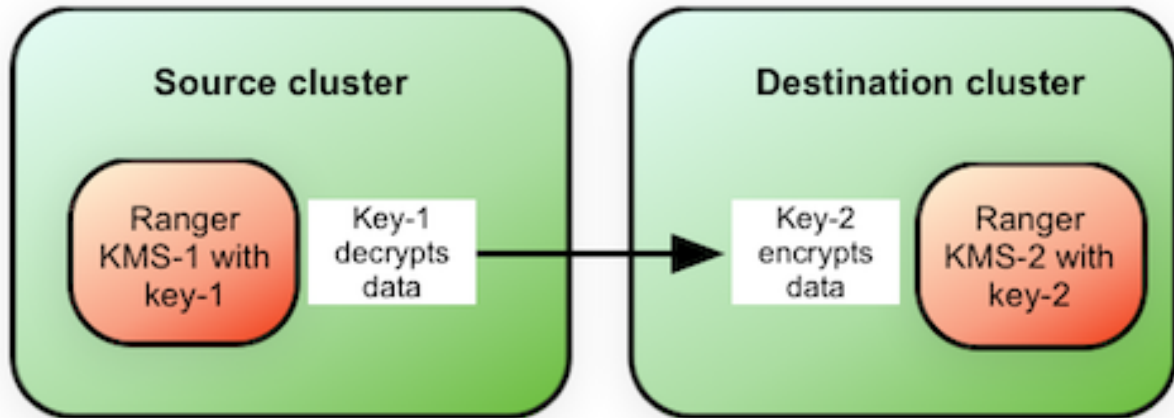 Source cluster
Ranger
KMS-1 with
key-1
Key-1
decrypts
data
Destination cluster
Key-2
encrypts
data
Ranger
KMS-2 with
key-2